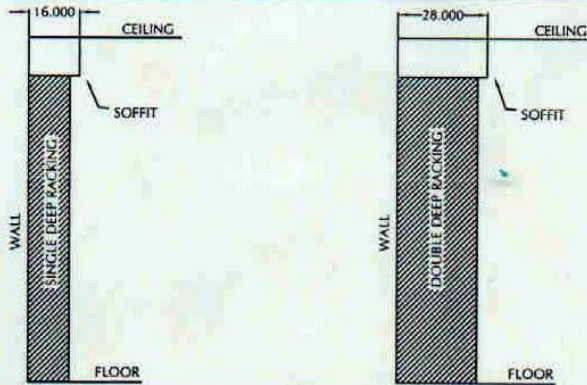 16.000
CEILING
SOFFIT
WALL
SINGLE DEEP RACKING
FLOOR
28.000
CEILING
SOFFIT
WALL
DOUBLE DEEP RACKING
FLOOR